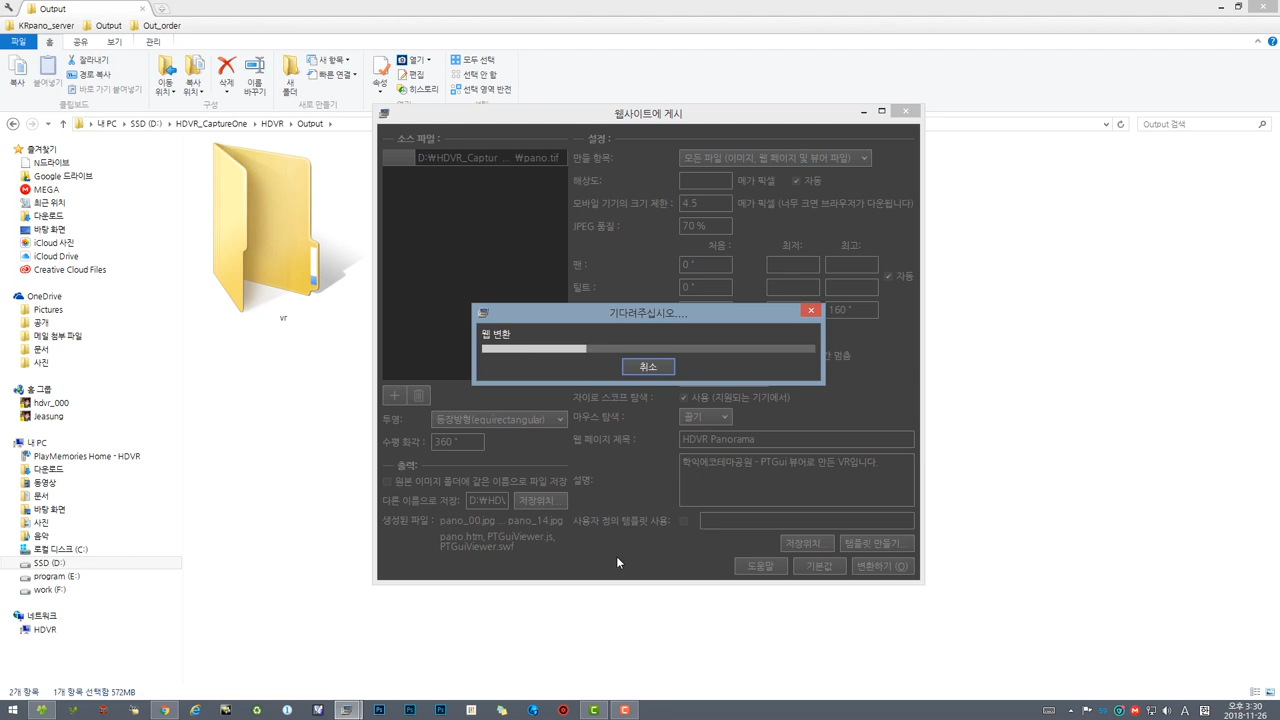 Output
KRpano_server Output Out_order
파일 홈 공유 보기 관리
복사 붙여넣기 잘라내기 경로 복사 바로 가기 붙여넣기
이동 위치 복사 위치 삭제 이름 바꾸기
새 폴더 새 항목 빠른 연결
속성 열기 편집 히스토리
모두 선택 선택 안 함 선택 영역 반전
클립보드 구성 새로 만들기
내 PC SSD (D:) HDVR_CaptureOne HDVR Output
Output 검색
즐겨찾기
N드라이브
Google 드라이브
MEGA
최근 위치
다운로드
바탕 화면
iCloud 사진
iCloud Drive
Creative Cloud Files
OneDrive
Pictures
공개
메일 첨부 파일
문서
사진
홈 그룹
hdvr_000
Jeasung
내 PC
PlayMemories Home - HDVR
다운로드
동영상
문서
바탕 화면
사진
음악
로컬 디스크 (C:)
SSD (D:)
program (E:)
work (F:)
네트워크
HDVR
vr
웹사이트에 게시
소스 파일 :
D:￦HDVR_Captur ... ￦pano.tif
투영: 등장방형(equirectangular)
수평 화각 : 360 °
출력:
원본 이미지 폴더에 같은 이름으로 파일 저장
다른 이름으로 저장: D:￦HD\ 저장위치...
생성된 파일 : pano_00.jpg ... pano_14.jpg
pano.htm, PTGuiViewer.js,
PTGuiViewer.swf
설정 :
만들 항목: 모든 파일 (이미지, 웹 페이지 및 뷰어 파일)
해상도: 메가 픽셀 자동
모바일 기기의 크기 제한 : 4.5 메가 픽셀 (너무 크면 브라우저가 다운됩니다)
JPEG 품질 : 70 %
처음 : 최저: 최고:
팬 : 0 °
자동
틸트 : 0 °
160 °
간 멈춤
자이로 스코프 탐색 : 사용 (지원되는 기기에서)
마우스 탐색 : 끌기
웹 페이지 제목 : HDVR Panorama
설명: 학익에코테마공원 - PTGui 뷰어로 만든 VR입니다.
사용자 정의 템플릿 사용:
저장위치... 템플릿 만들기...
도움말 기본값 변환하기 (O)
기다려주십시오....
웹 변환
취소
2개 항목 1개 항목 선택함 572MB
오후 3:30
2018-11-26